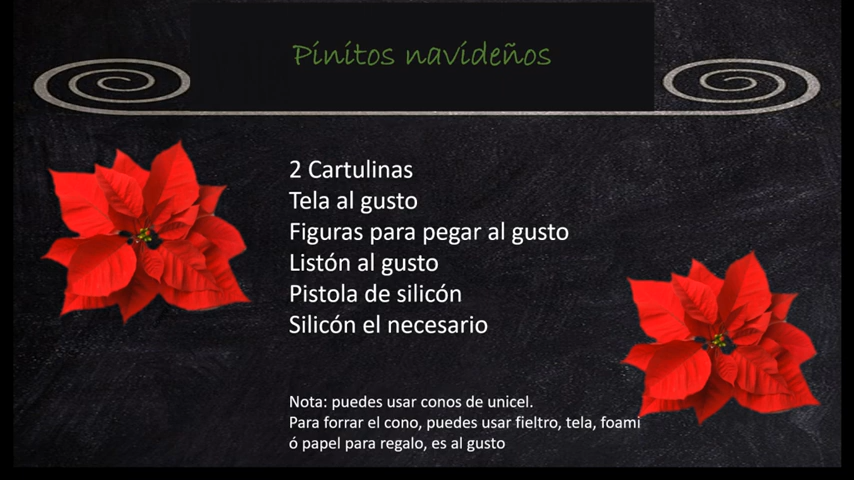 Pinitos navideños
2 Cartulinas
Tela al gusto
Figuras para pegar al gusto
Listón al gusto
Pistola de silicón
Silicón el necesario
Nota: puedes usar conos de unicel.
Para forrar el cono, puedes usar fieltro, tela, foami
ó papel para regalo, es al gusto